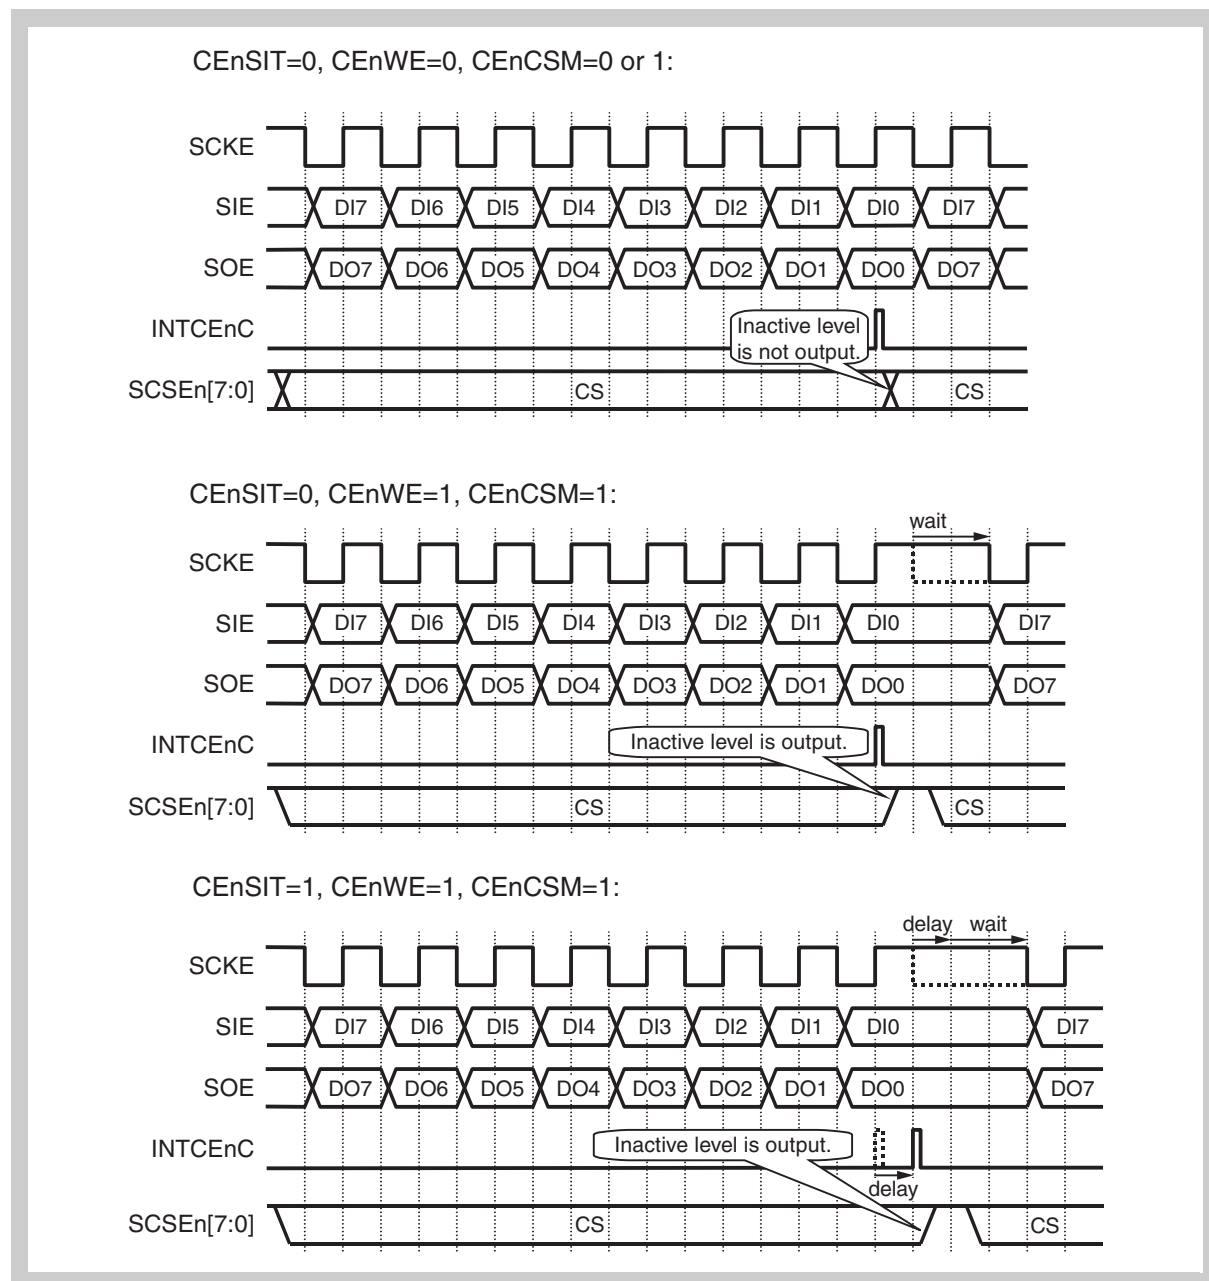 CEnSIT=0, CEnWE=0, CEnCSM=0 or 1:
SCKE
SIE DI7 DI6 DI5 DI4 DI3 DI2 DI1 DI0 DI7
SOE DO7 DO6 DO5 DO4 DO3 DO2 DO1 DO0 DO7
INTCEnC
Inactive level
is not output.
SCSEn[7:0] CS CS
CEnSIT=0, CEnWE=1, CEnCSM=1:
wait
SCKE
SIE DI7 DI6 DI5 DI4 DI3 DI2 DI1 DI0 DI7
SOE DO7 DO6 DO5 DO4 DO3 DO2 DO1 DO0 DO7
INTCEnC Inactive level is output.
SCSEn[7:0] CS CS
CEnSIT=1, CEnWE=1, CEnCSM=1:
delay wait
SCKE
SIE DI7 DI6 DI5 DI4 DI3 DI2 DI1 DI0 DI7
SOE DO7 DO6 DO5 DO4 DO3 DO2 DO1 DO0 DO7
INTCEnC Inactive level is output.
delay
SCSEn[7:0] CS CS